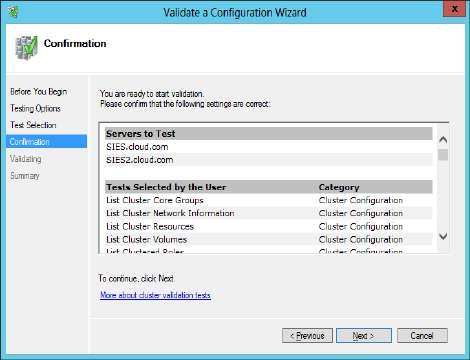 Validate a Configuration Wizard
Confirmation
Before You Begin
Testing Options
Test Selection
Confirmation
Validating
Summary
You are ready to start validation.
Please confirm that the following settings are correct:
Servers to Test
SIES.cloud.com
SIES2.cloud.com
Tests Selected by the User Category
List Cluster Core Groups Cluster Configuration
List Cluster Network Information Cluster Configuration
List Cluster Resources Cluster Configuration
List Cluster Volumes Cluster Configuration
List Clustered Roles Cluster Configuration
To continue, click Next.
More about cluster validation tests
< Previous Next > Cancel